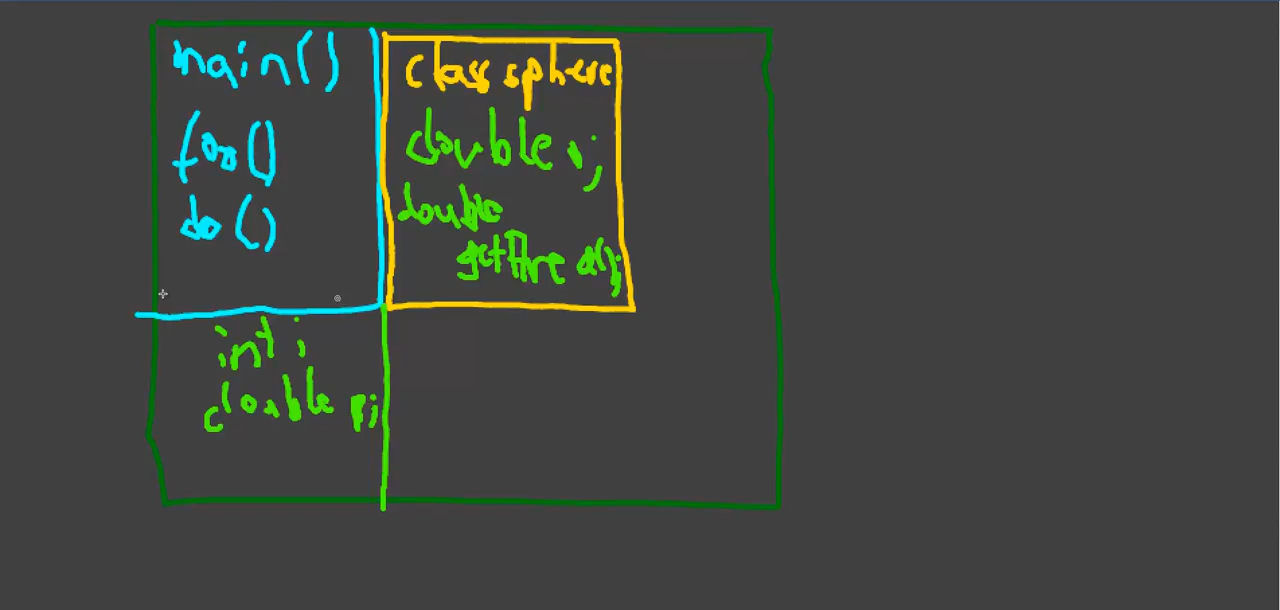 main()
foo()
do()
class sphere
double r;
double
getArea();
int i
double pi